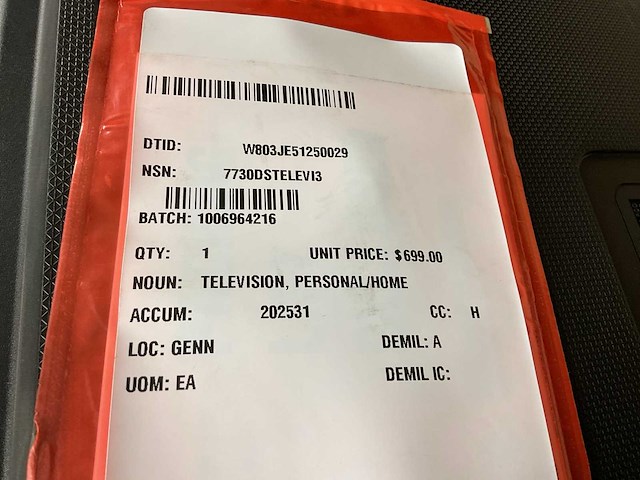 DTID: W803JE51250029
NSN: 7730DSTELEVI3
BATCH: 1006964216
QTY: 1 UNIT PRICE: $699.00
NOUN: TELEVISION, PERSONAL/HOME
ACCUM: 202531 CC: H
LOC: GENN DEMIL: A
UOM: EA DEMIL IC: